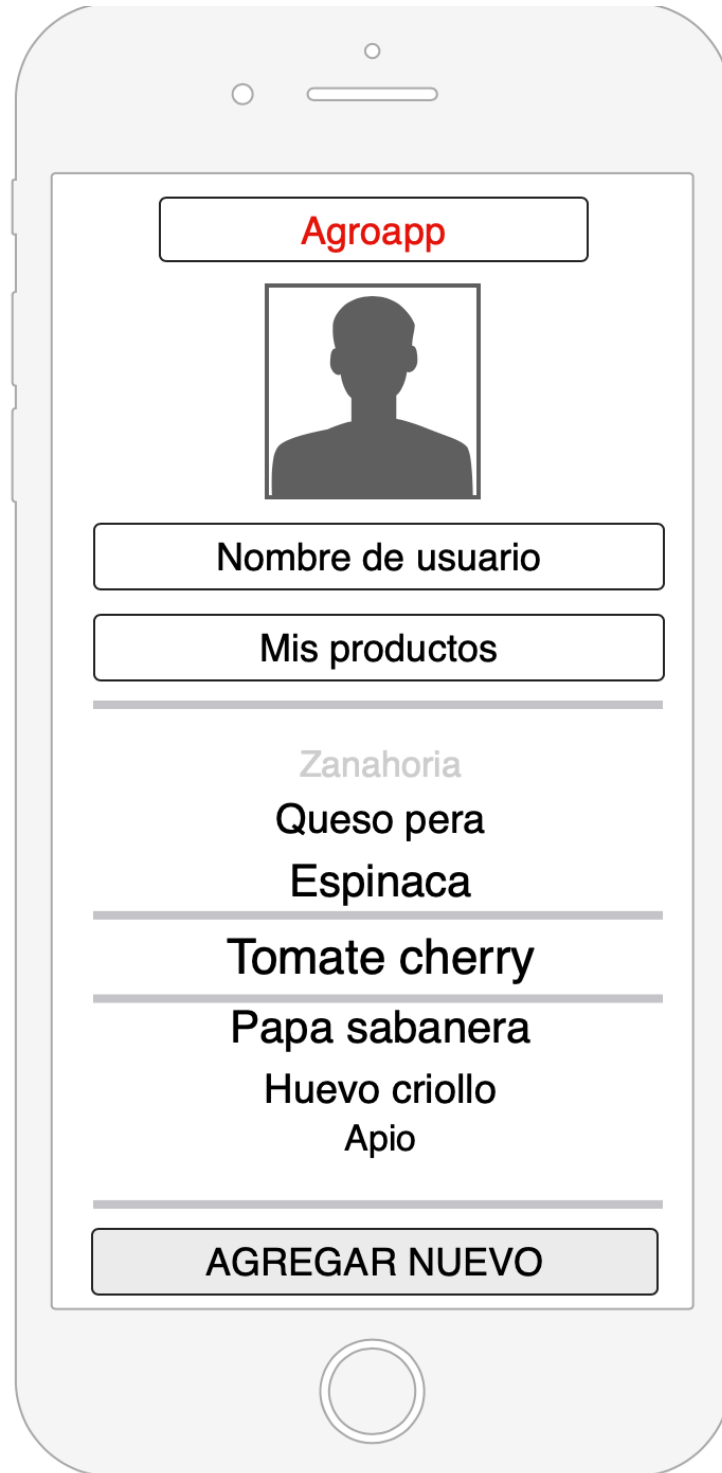 Agroapp
Nombre de usuario
Mis productos
Zanahoria
Queso pera
Espinaca
Tomate cherry
Papa sabanera
Huevo criollo
Apio
AGREGAR NUEVO